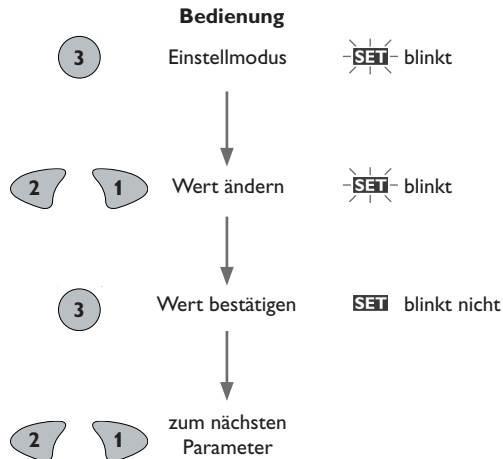 Bedienung
3 Einstellmodus SET blinkt
2 1 Wert ändern SET blinkt
3 Wert bestätigen SET blinkt nicht
zum nächsten
2 1 Parameter